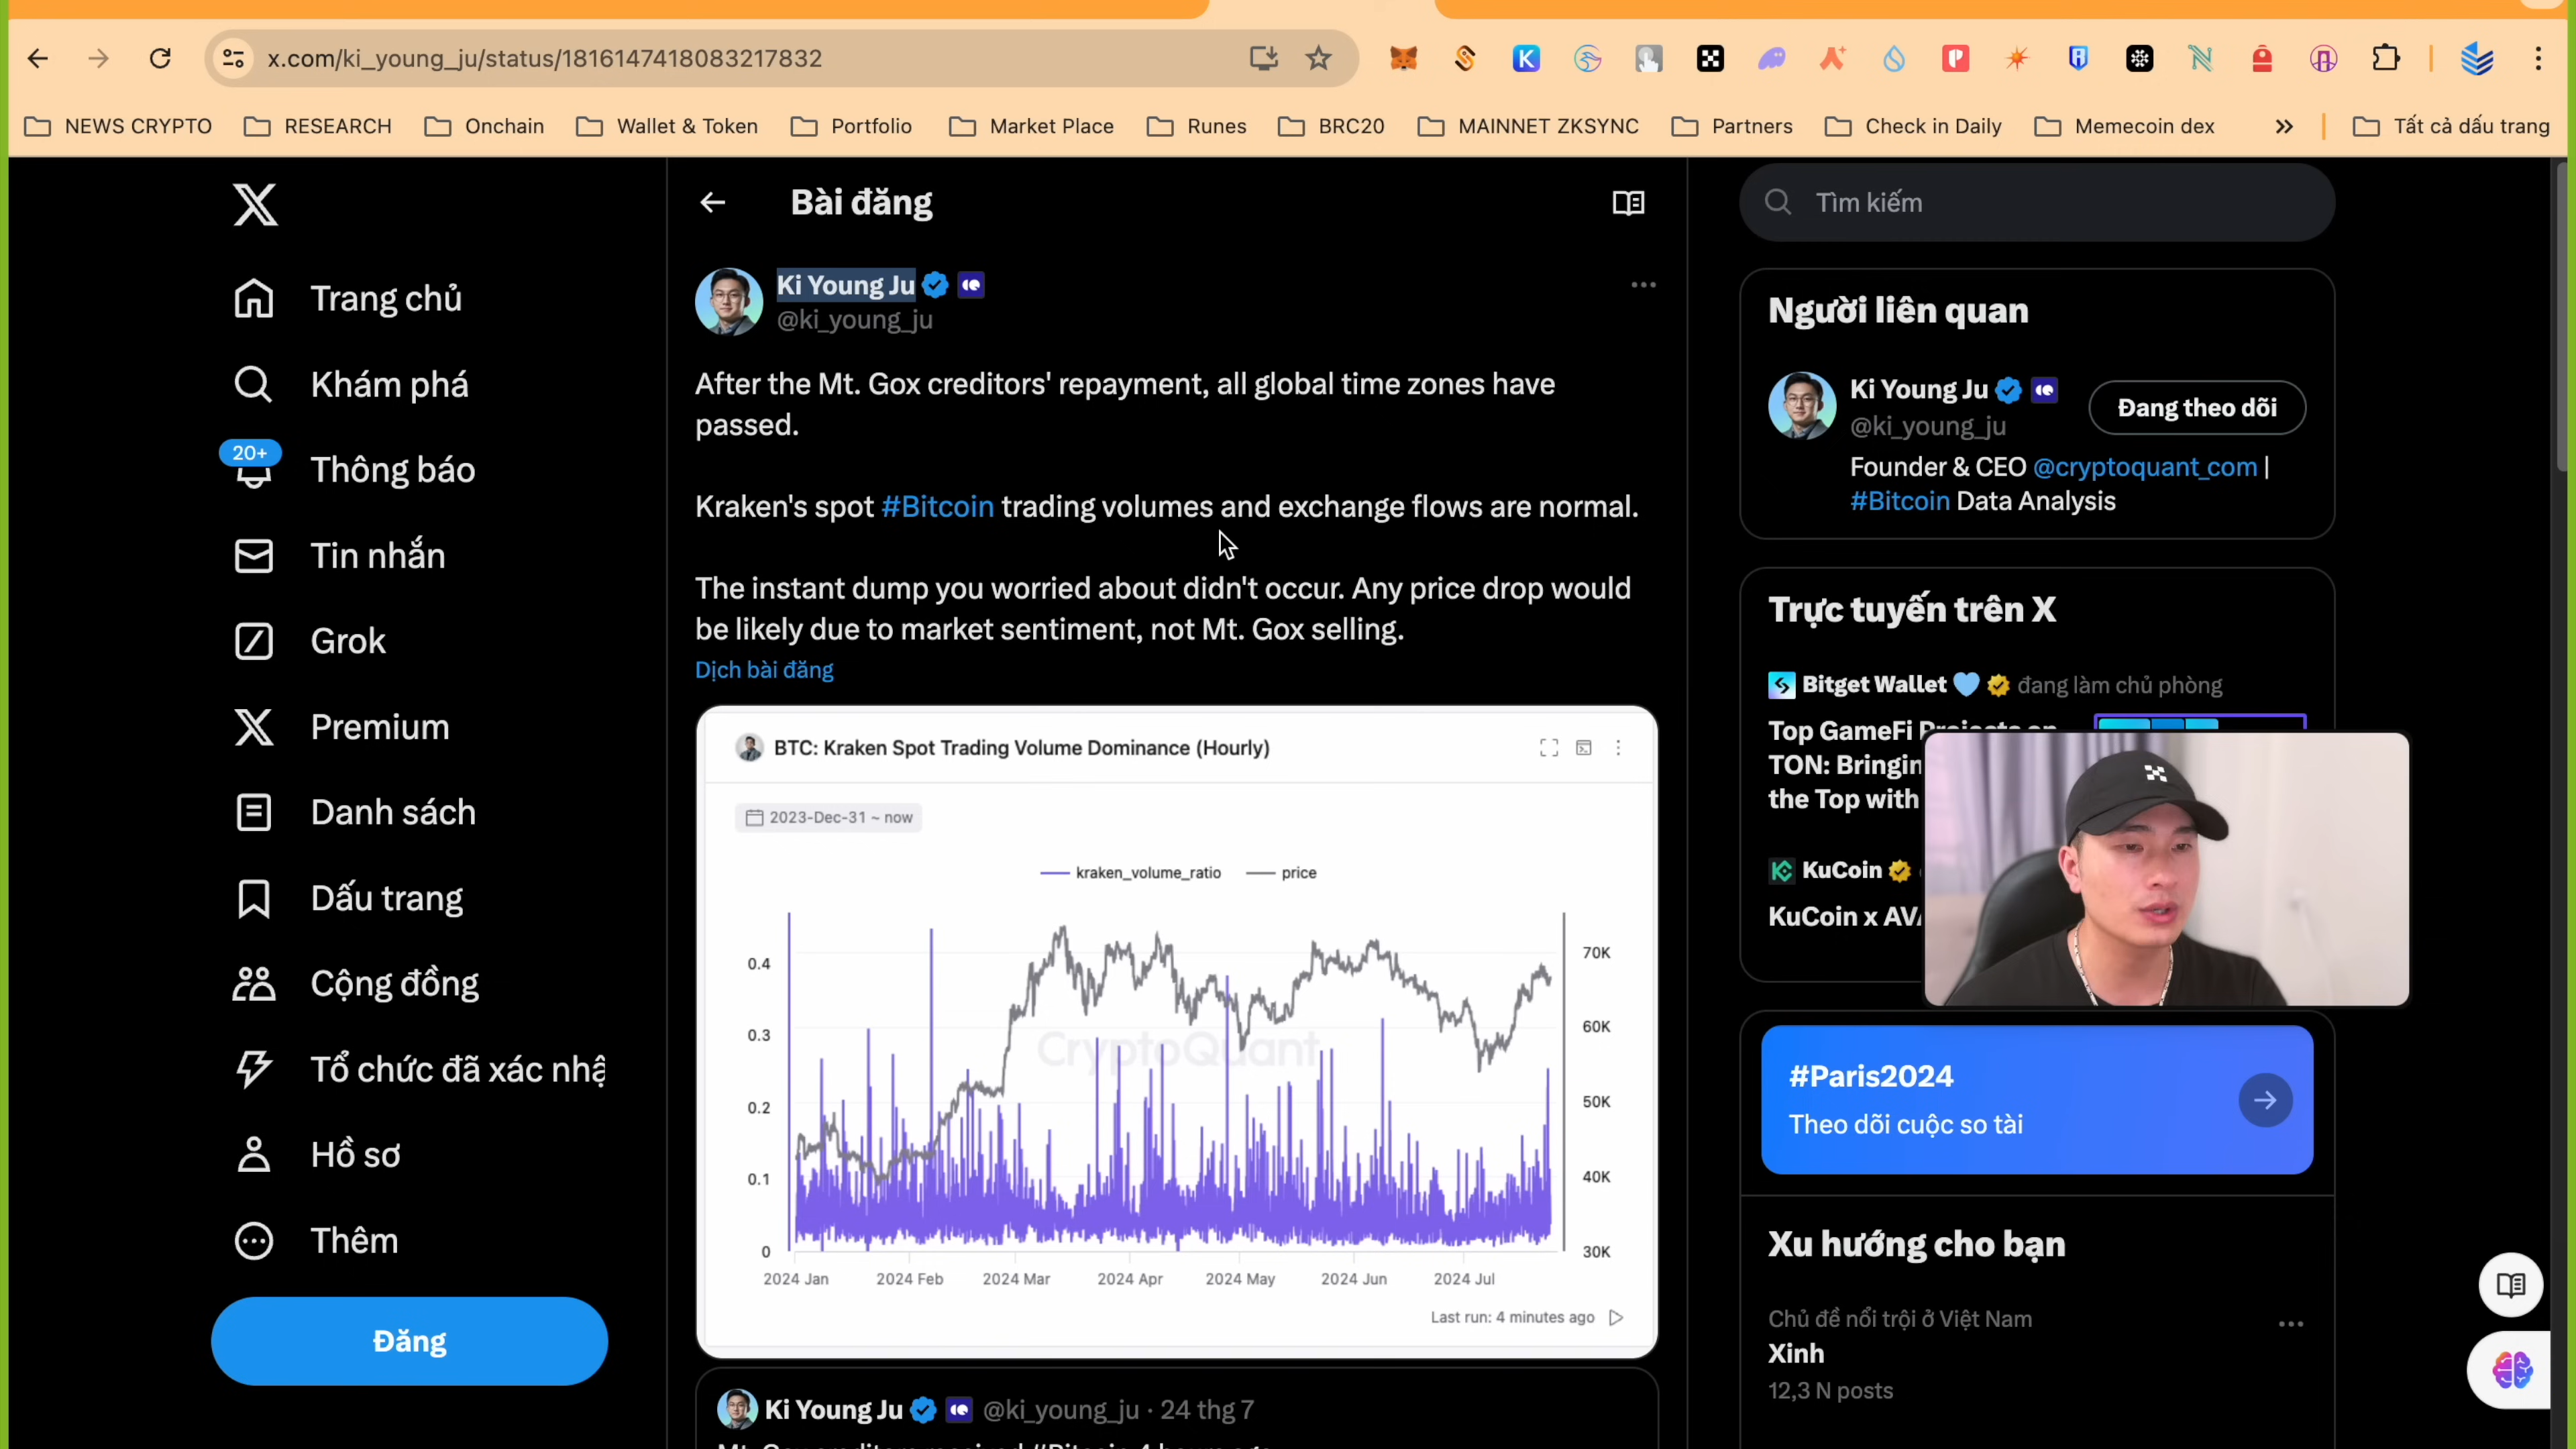 x.com/ki_young_ju/status/1816147418083217832
NEWS CRYPTO RESEARCH Onchain Wallet & Token Portfolio Market Place Runes BRC20 MAINNET ZKSYNC Partners Check in Daily Memecoin dex Tất cả dấu trang
Trang chủ
Khám phá
20+
Thông báo
Tin nhắn
Grok
Premium
Danh sách
Dấu trang
Cộng đồng
Tổ chức đã xác nhậ
Hồ sơ
Thêm
Đăng
Bài đăng
Ki Young Ju
@ki_young_ju
After the Mt. Gox creditors' repayment, all global time zones have
passed.
Kraken's spot #Bitcoin trading volumes and exchange flows are normal.
The instant dump you worried about didn't occur. Any price drop would
be likely due to market sentiment, not Mt. Gox selling.
Dịch bài đăng
BTC: Kraken Spot Trading Volume Dominance (Hourly)
2023-Dec-31 ~ now
kraken_volume_ratio price
CryptoQuant
0.4
0.3
0.2
0.1
0
70K
60K
50K
40K
30K
2024 Jan 2024 Feb 2024 Mar 2024 Apr 2024 May 2024 Jun 2024 Jul
Last run: 4 minutes ago
Ki Young Ju @ki_young_ju · 24 thg 7
Tìm kiếm
Người liên quan
Ki Young Ju
@ki_young_ju
Đang theo dõi
Founder & CEO @cryptoquant_com |
#Bitcoin Data Analysis
Trực tuyến trên X
Bitget Wallet đang làm chủ phòng
Top GameFi Projects on
TON: Bringin
the Top with
KuCoin
KuCoin x AVA
#Paris2024
Theo dõi cuộc so tài
Xu hướng cho bạn
Chủ đề nổi trội ở Việt Nam
Xinh
12,3 N posts